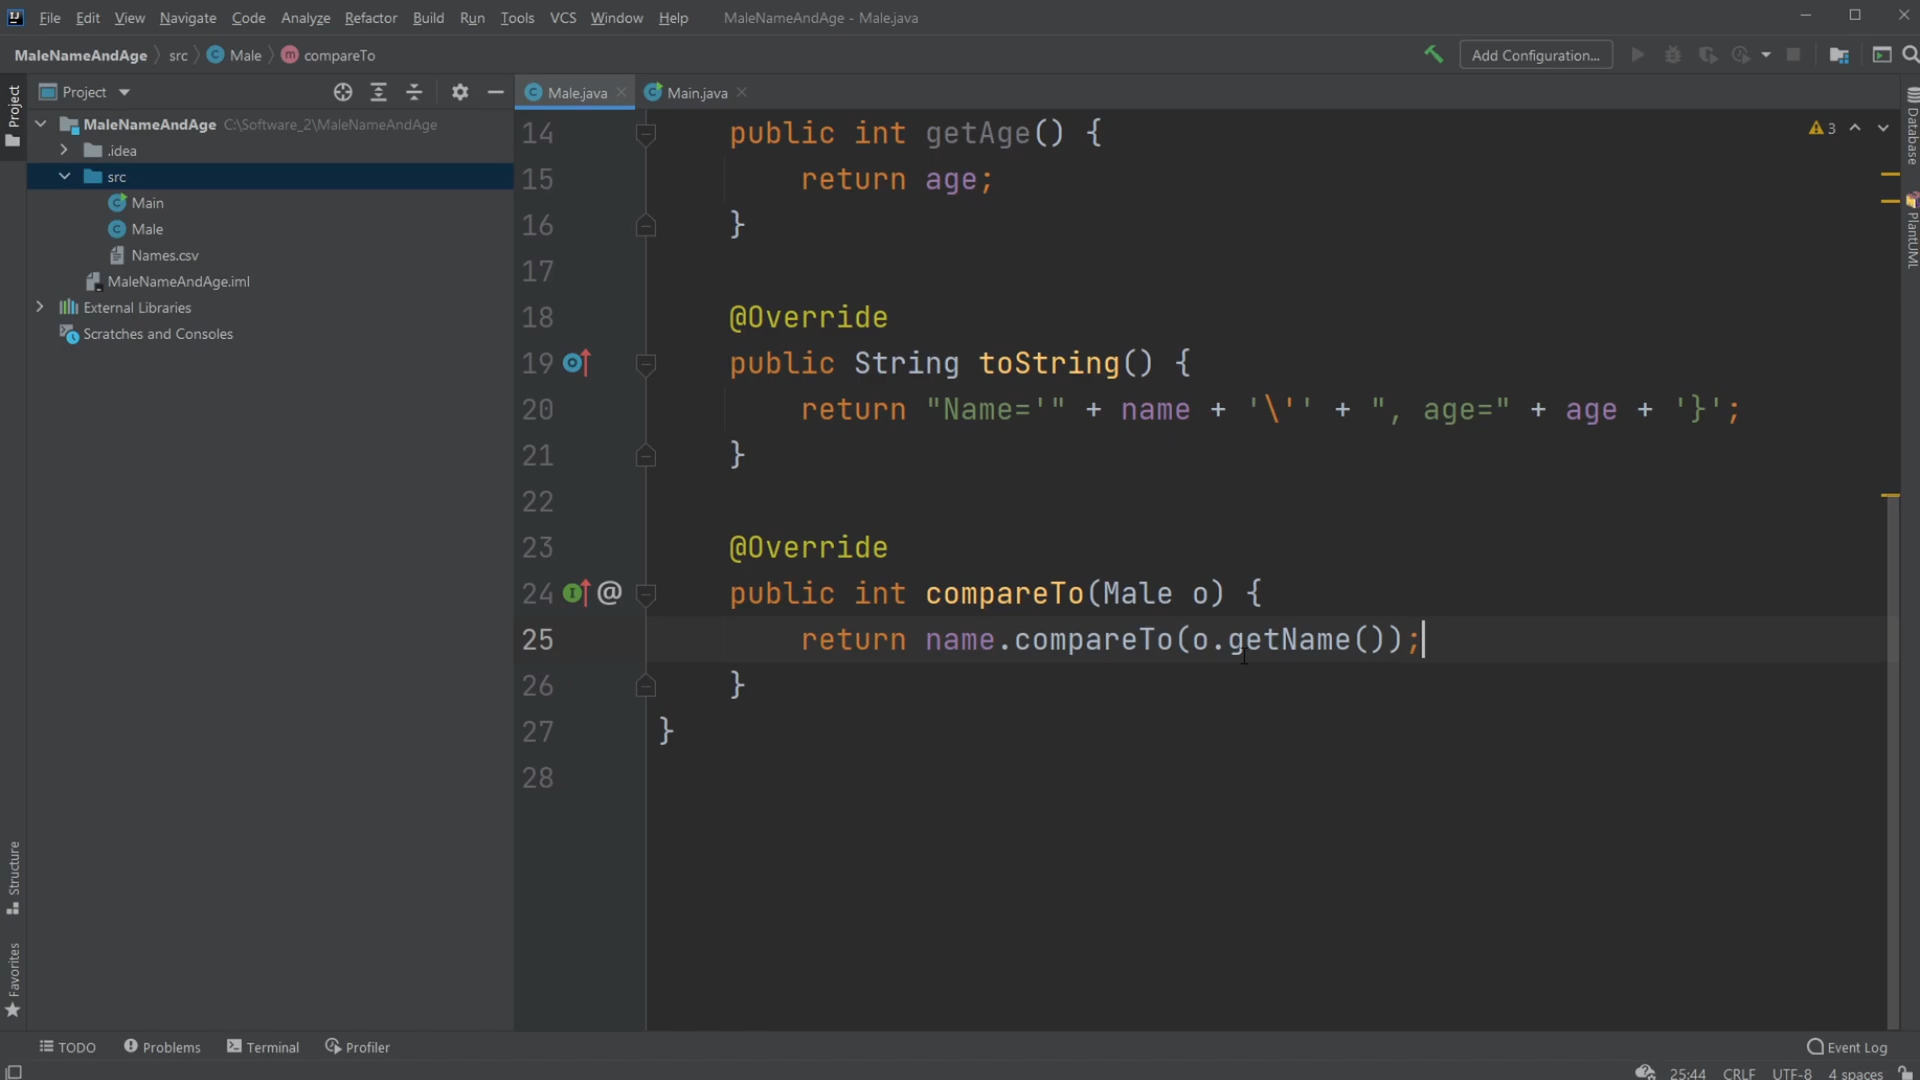 File Edit View Navigate Code Analyze Refactor Build Run Tools VCS Window Help MaleNameAndAge - Male.java
MaleNameAndAge src Male compareTo Add Configuration...
Project
Project
MaleNameAndAge C:\Software_2\MaleNameAndAge
.idea
src
Main
Male
Names.csv
MaleNameAndAge.iml
External Libraries
Scratches and Consoles
Structure
Favorites
Male.java Main.java
3
14 public int getAge() {
15 return age;
16 }
17
18 @Override
19 public String toString() {
20 return "Name='" + name + '\'' + ", age=" + age + '}';
21 }
22
23 @Override
24 @ public int compareTo(Male o) {
25 return name.compareTo(o.getName());
26 }
27 }
28
Database
PlantUML
TODO Problems Terminal Profiler Event Log
25:44 CRLF UTF-8 4 spaces